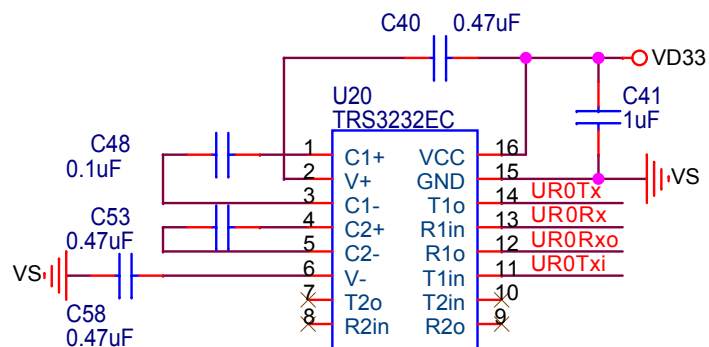 C40 0.47uF
VD33
U20
TRS3232EC
C41
1uF
C48
0.1uF
1 C1+ VCC 16
2 V+ GND 15 VS
3 C1- T1o 14 UR0Tx
C53
0.47uF
4 C2+ R1in 13 UR0Rx
5 C2- R1o 12 UR0Rxo
VS 6 V- T1in 11 UR0Txi
7 T2o T2in 10
8 R2in R2o 9
C58
0.47uF